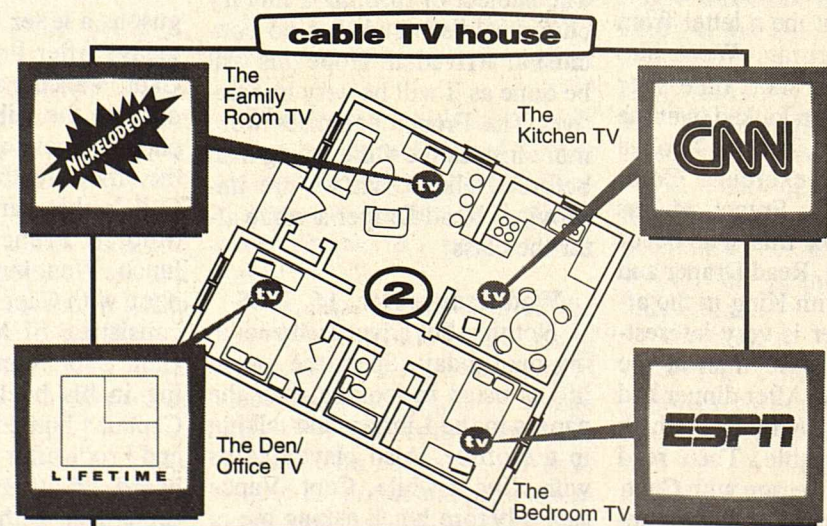 cable TV house
The
Family
Room TV
NICKELODEON
The
Kitchen TV
CNN
tv
tv
tv
2
LIFETIME
The Den/
Office TV
tv
The
Bedroom TV
ESPN